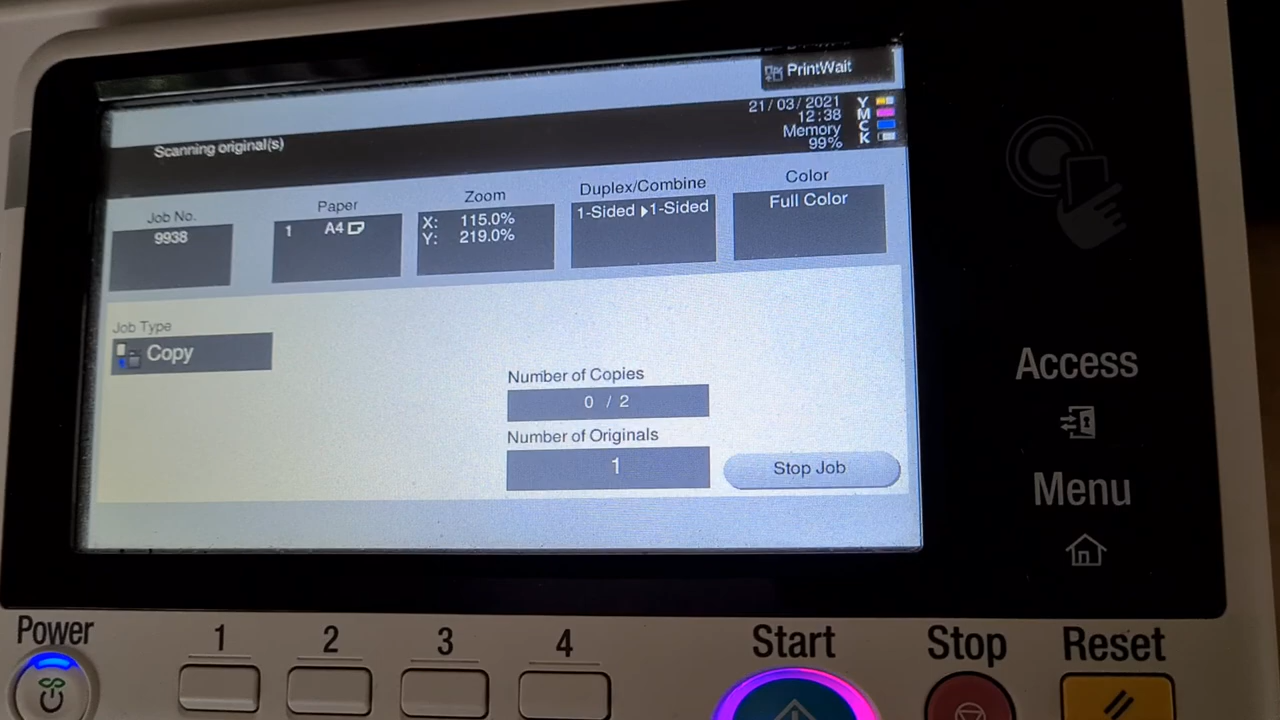 PrintWait
21/03/2021
12:38
Memory
99%
Y
M
C
K
Scanning original(s)
Job No.
9938
Paper
1 A4
Zoom
X: 115.0%
Y: 219.0%
Duplex/Combine
1-Sided ▶1-Sided
Color
Full Color
Job Type
Copy
Number of Copies
0 / 2
Number of Originals
1
Stop Job
Access
Menu
Power
1
2
3
4
Start
Stop
Reset